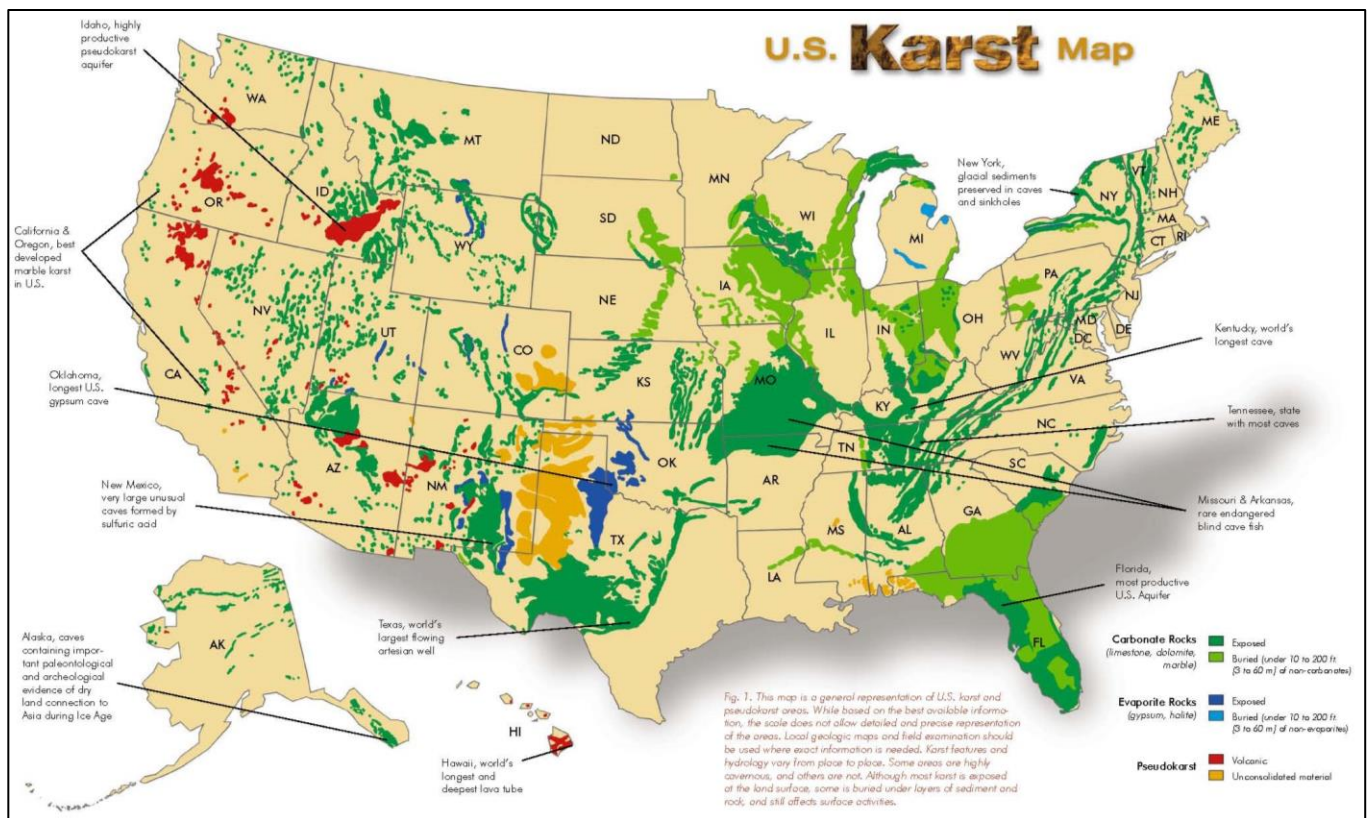 U.S. Karst Map
Idaho, highly
productive
pseudokarst
aquifer
California &
Oregon, best
developed
marble karst
in U.S.
Oklahoma,
longest U.S.
gypsum cave
New Mexico,
very large unusual
caves formed by
sulfuric acid
Alaska, caves
containing impor-
tant paleontological
and archeological
evidence of dry
land connection to
Asia during Ice Age
Texas, world's
largest flowing
artesian well
Hawaii, world's
longest and
deepest lava tube
New York,
glacial sediments
preserved in caves
and sinkholes
Kentucky, world's
longest cave
Tennessee, state
with most caves
Missouri & Arkansas,
rare endangered
blind cave fish
Florida,
most productive
U.S. Aquifer
WA
OR
CA
ID
NV
MT
WY
UT
AZ
CO
NM
ND
SD
NE
KS
OK
TX
MN
IA
MO
AR
LA
WI
IL
MI
IN
OH
KY
TN
MS
AL
GA
FL
SC
NC
VA
WV
PA
MD
DC
DE
NJ
NY
CT
RI
MA
VT
NH
ME
AK
HI
Carbonate Rocks
(limestone, dolomite,
marble)
Exposed
Buried (under 10 to 200 ft.
(3 to 60 m) of non-carbonates)
Evaporite Rocks
(gypsum, halite)
Exposed
Buried (under 10 to 200 ft.
(3 to 60 m) of non-evaporites)
Pseudokarst
Volcanic
Unconsolidated material
Fig. 1. This map is a general representation of U.S. karst and
pseudokarst areas. While based on the best available informa-
tion, the scale does not allow detailed and precise representation
of the areas. Local geologic maps and field examination should
be used where exact information is needed. Karst features and
hydrology vary from place to place. Some areas are highly
cavernous, and others are not. Although most karst is exposed
at the land surface, some is buried under layers of sediment and
rock, and still affects surface activities.